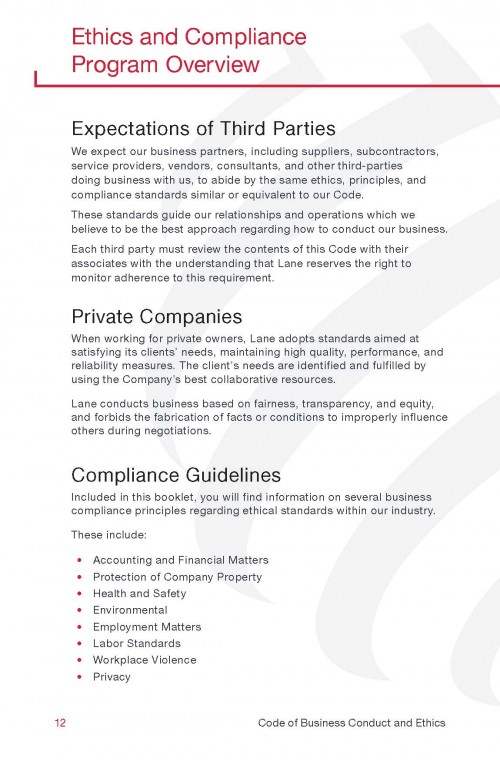 Ethics and Compliance
Program Overview
Expectations of Third Parties
We expect our business partners, including suppliers, subcontractors,
service providers, vendors, consultants, and other third-parties
doing business with us, to abide by the same ethics, principles, and
compliance standards similar or equivalent to our Code.
These standards guide our relationships and operations which we
believe to be the best approach regarding how to conduct our business.
Each third party must review the contents of this Code with their
associates with the understanding that Lane reserves the right to
monitor adherence to this requirement.
Private Companies
When working for private owners, Lane adopts standards aimed at
satisfying its clients' needs, maintaining high quality, performance, and
reliability measures. The client's needs are identified and fulfilled by
using the Company's best collaborative resources.
Lane conducts business based on fairness, transparency, and equity,
and forbids the fabrication of facts or conditions to improperly influence
others during negotiations.
Compliance Guidelines
Included in this booklet, you will find information on several business
compliance principles regarding ethical standards within our industry.
These include:
• Accounting and Financial Matters
• Protection of Company Property
• Health and Safety
• Environmental
• Employment Matters
• Labor Standards
• Workplace Violence
• Privacy
12 Code of Business Conduct and Ethics